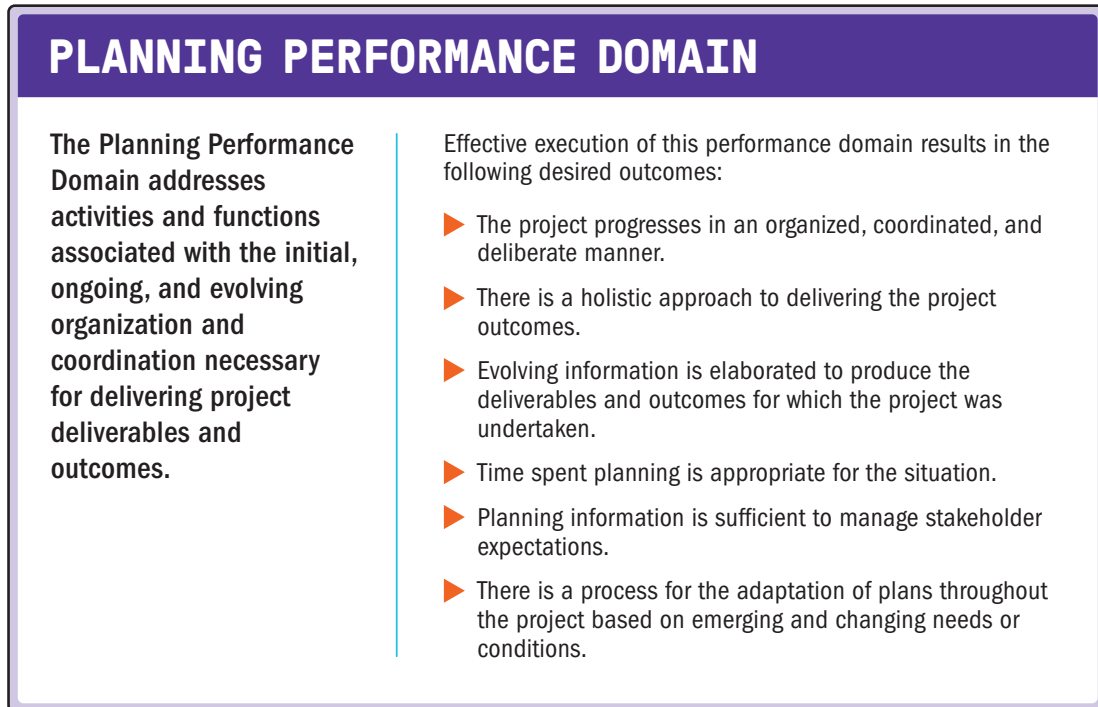 PLANNING PERFORMANCE DOMAIN
The Planning Performance
Domain addresses
activities and functions
associated with the initial,
ongoing, and evolving
organization and
coordination necessary
for delivering project
deliverables and
outcomes.
Effective execution of this performance domain results in the
following desired outcomes:
The project progresses in an organized, coordinated, and
deliberate manner.
There is a holistic approach to delivering the project
outcomes.
Evolving information is elaborated to produce the
deliverables and outcomes for which the project was
undertaken.
Time spent planning is appropriate for the situation.
Planning information is sufficient to manage stakeholder
expectations.
There is a process for the adaptation of plans throughout
the project based on emerging and changing needs or
conditions.